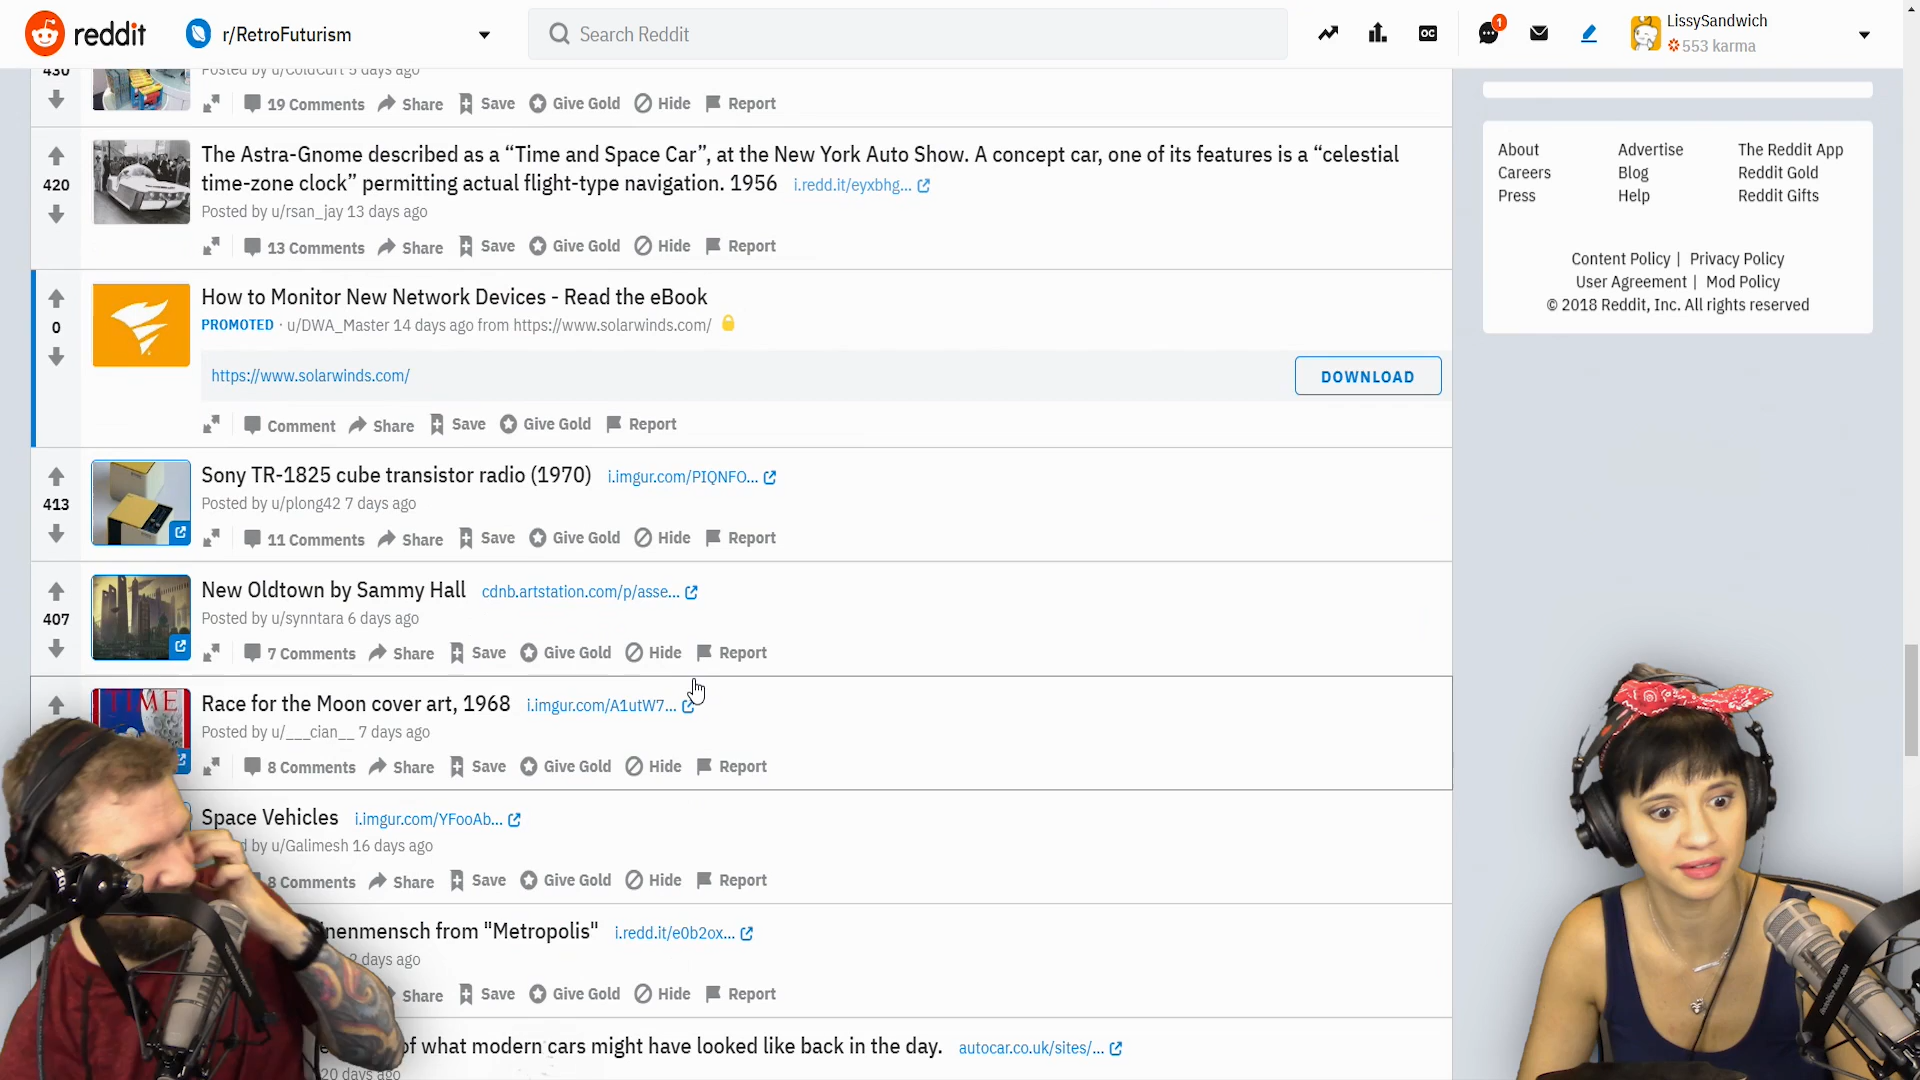 reddit r/RetroFuturism Search Reddit OC 1 LissySandwich
553 karma
430 Posted by u/ColdCurt 5 days ago
19 Comments Share Save Give Gold Hide Report
The Astra-Gnome described as a “Time and Space Car”, at the New York Auto Show. A concept car, one of its features is a “celestial
420 time-zone clock” permitting actual flight-type navigation. 1956 i.redd.it/eyxbhg...
Posted by u/rsan_jay 13 days ago
13 Comments Share Save Give Gold Hide Report
How to Monitor New Network Devices - Read the eBook
0 PROMOTED · u/DWA_Master 14 days ago from https://www.solarwinds.com/
https://www.solarwinds.com/ DOWNLOAD
Comment Share Save Give Gold Report
Sony TR-1825 cube transistor radio (1970) i.imgur.com/PIQNFO...
413 Posted by u/plong42 7 days ago
11 Comments Share Save Give Gold Hide Report
New Oldtown by Sammy Hall cdnb.artstation.com/p/asse...
407 Posted by u/synntara 6 days ago
7 Comments Share Save Give Gold Hide Report
TIME Race for the Moon cover art, 1968 i.imgur.com/A1utW7...
Posted by u/___cian__ 7 days ago
8 Comments Share Save Give Gold Hide Report
Space Vehicles i.imgur.com/YFooAb...
by u/Galimesh 16 days ago
8 Comments Share Save Give Gold Hide Report
nenmensch from "Metropolis" i.redd.it/e0b2ox...
2 days ago
Share Save Give Gold Hide Report
of what modern cars might have looked like back in the day. autocar.co.uk/sites/...
20 days ago
About Advertise The Reddit App
Careers Blog Reddit Gold
Press Help Reddit Gifts
Content Policy | Privacy Policy
User Agreement | Mod Policy
© 2018 Reddit, Inc. All rights reserved